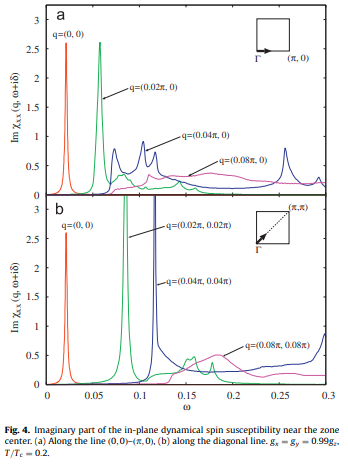 a
3
2.5
2
1.5
1
0.5
0
Im χxx (q, ω+iδ)
q=(0, 0)
q=(0.02π, 0)
q=(0.04π, 0)
q=(0.08π, 0)
Γ
(π, 0)
b
3
2.5
2
1.5
1
0.5
0
Im χxx (q, ω+iδ)
q=(0, 0)
q=(0.02π, 0.02π)
q=(0.04π, 0.04π)
q=(0.08π, 0.08π)
(π,π)
Γ
0 0.05 0.1 0.15 0.2 0.25 0.3
ω
Fig. 4. Imaginary part of the in-plane dynamical spin susceptibility near the zone
center. (a) Along the line (0,0)–(π,0), (b) along the diagonal line. gx = gy = 0.99gz,
T/Tc = 0.2.